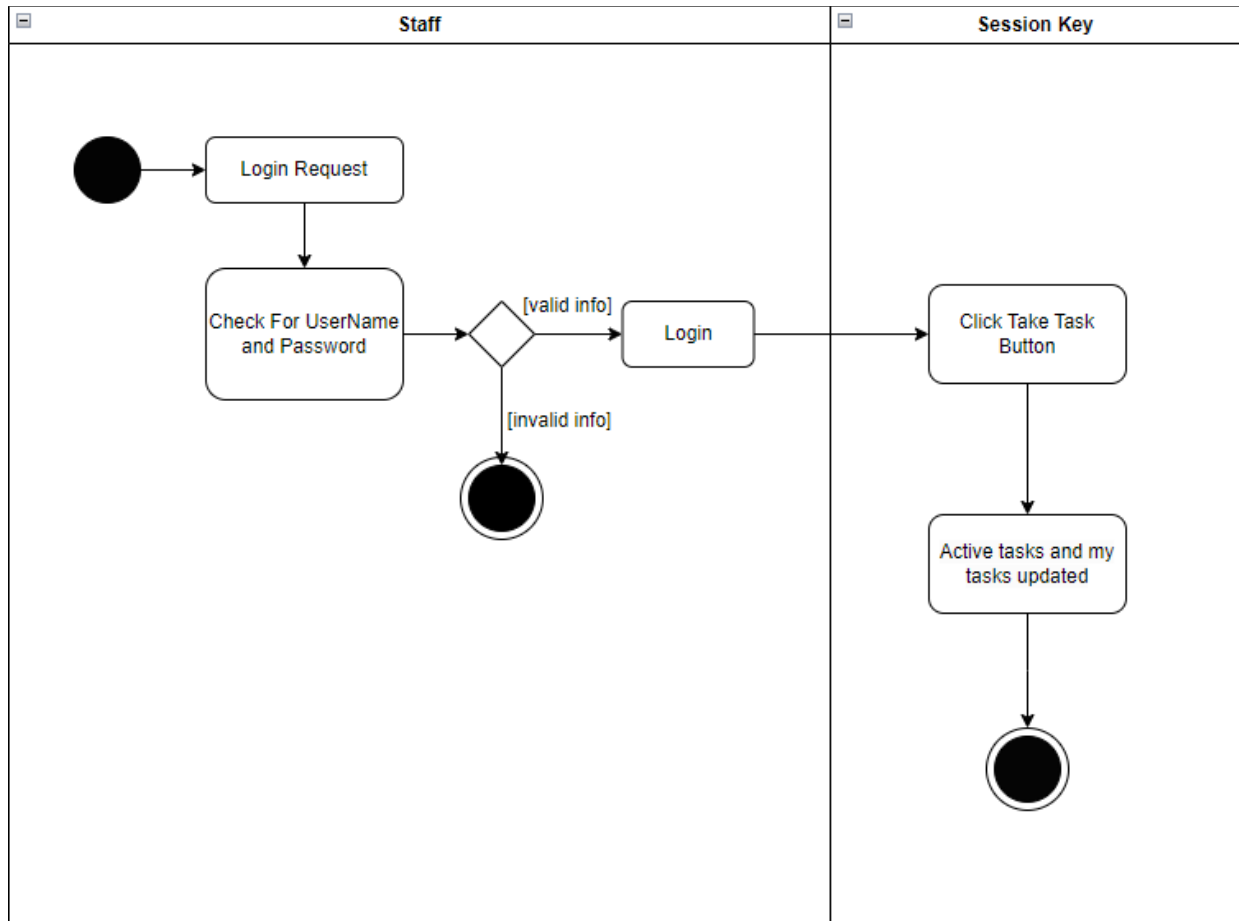 Staff
Session Key
Login Request
Check For UserName
and Password
[valid info]
Login
[invalid info]
Click Take Task
Button
Active tasks and my
tasks updated